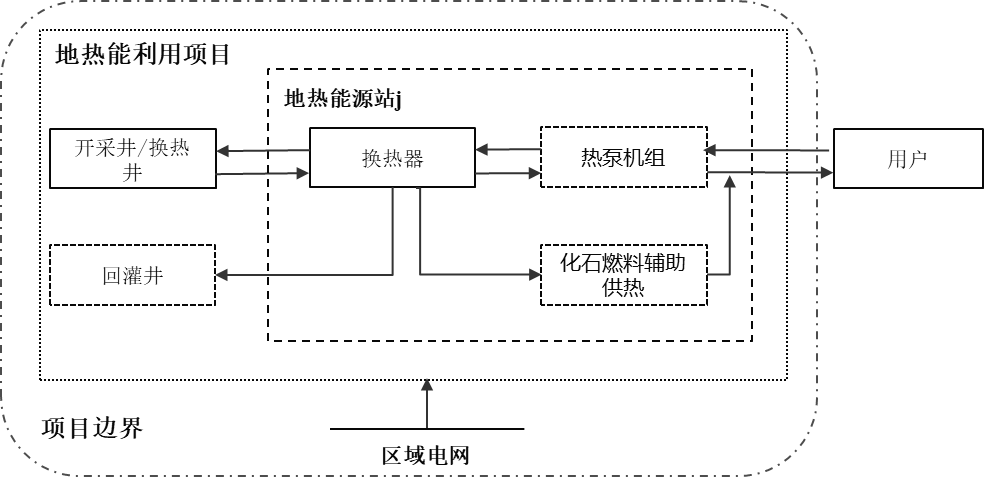 地热能利用项目
地热能源站j
开采井/换热
井
换热器
热泵机组
用户
回灌井
化石燃料辅助
供热
项目边界
区域电网